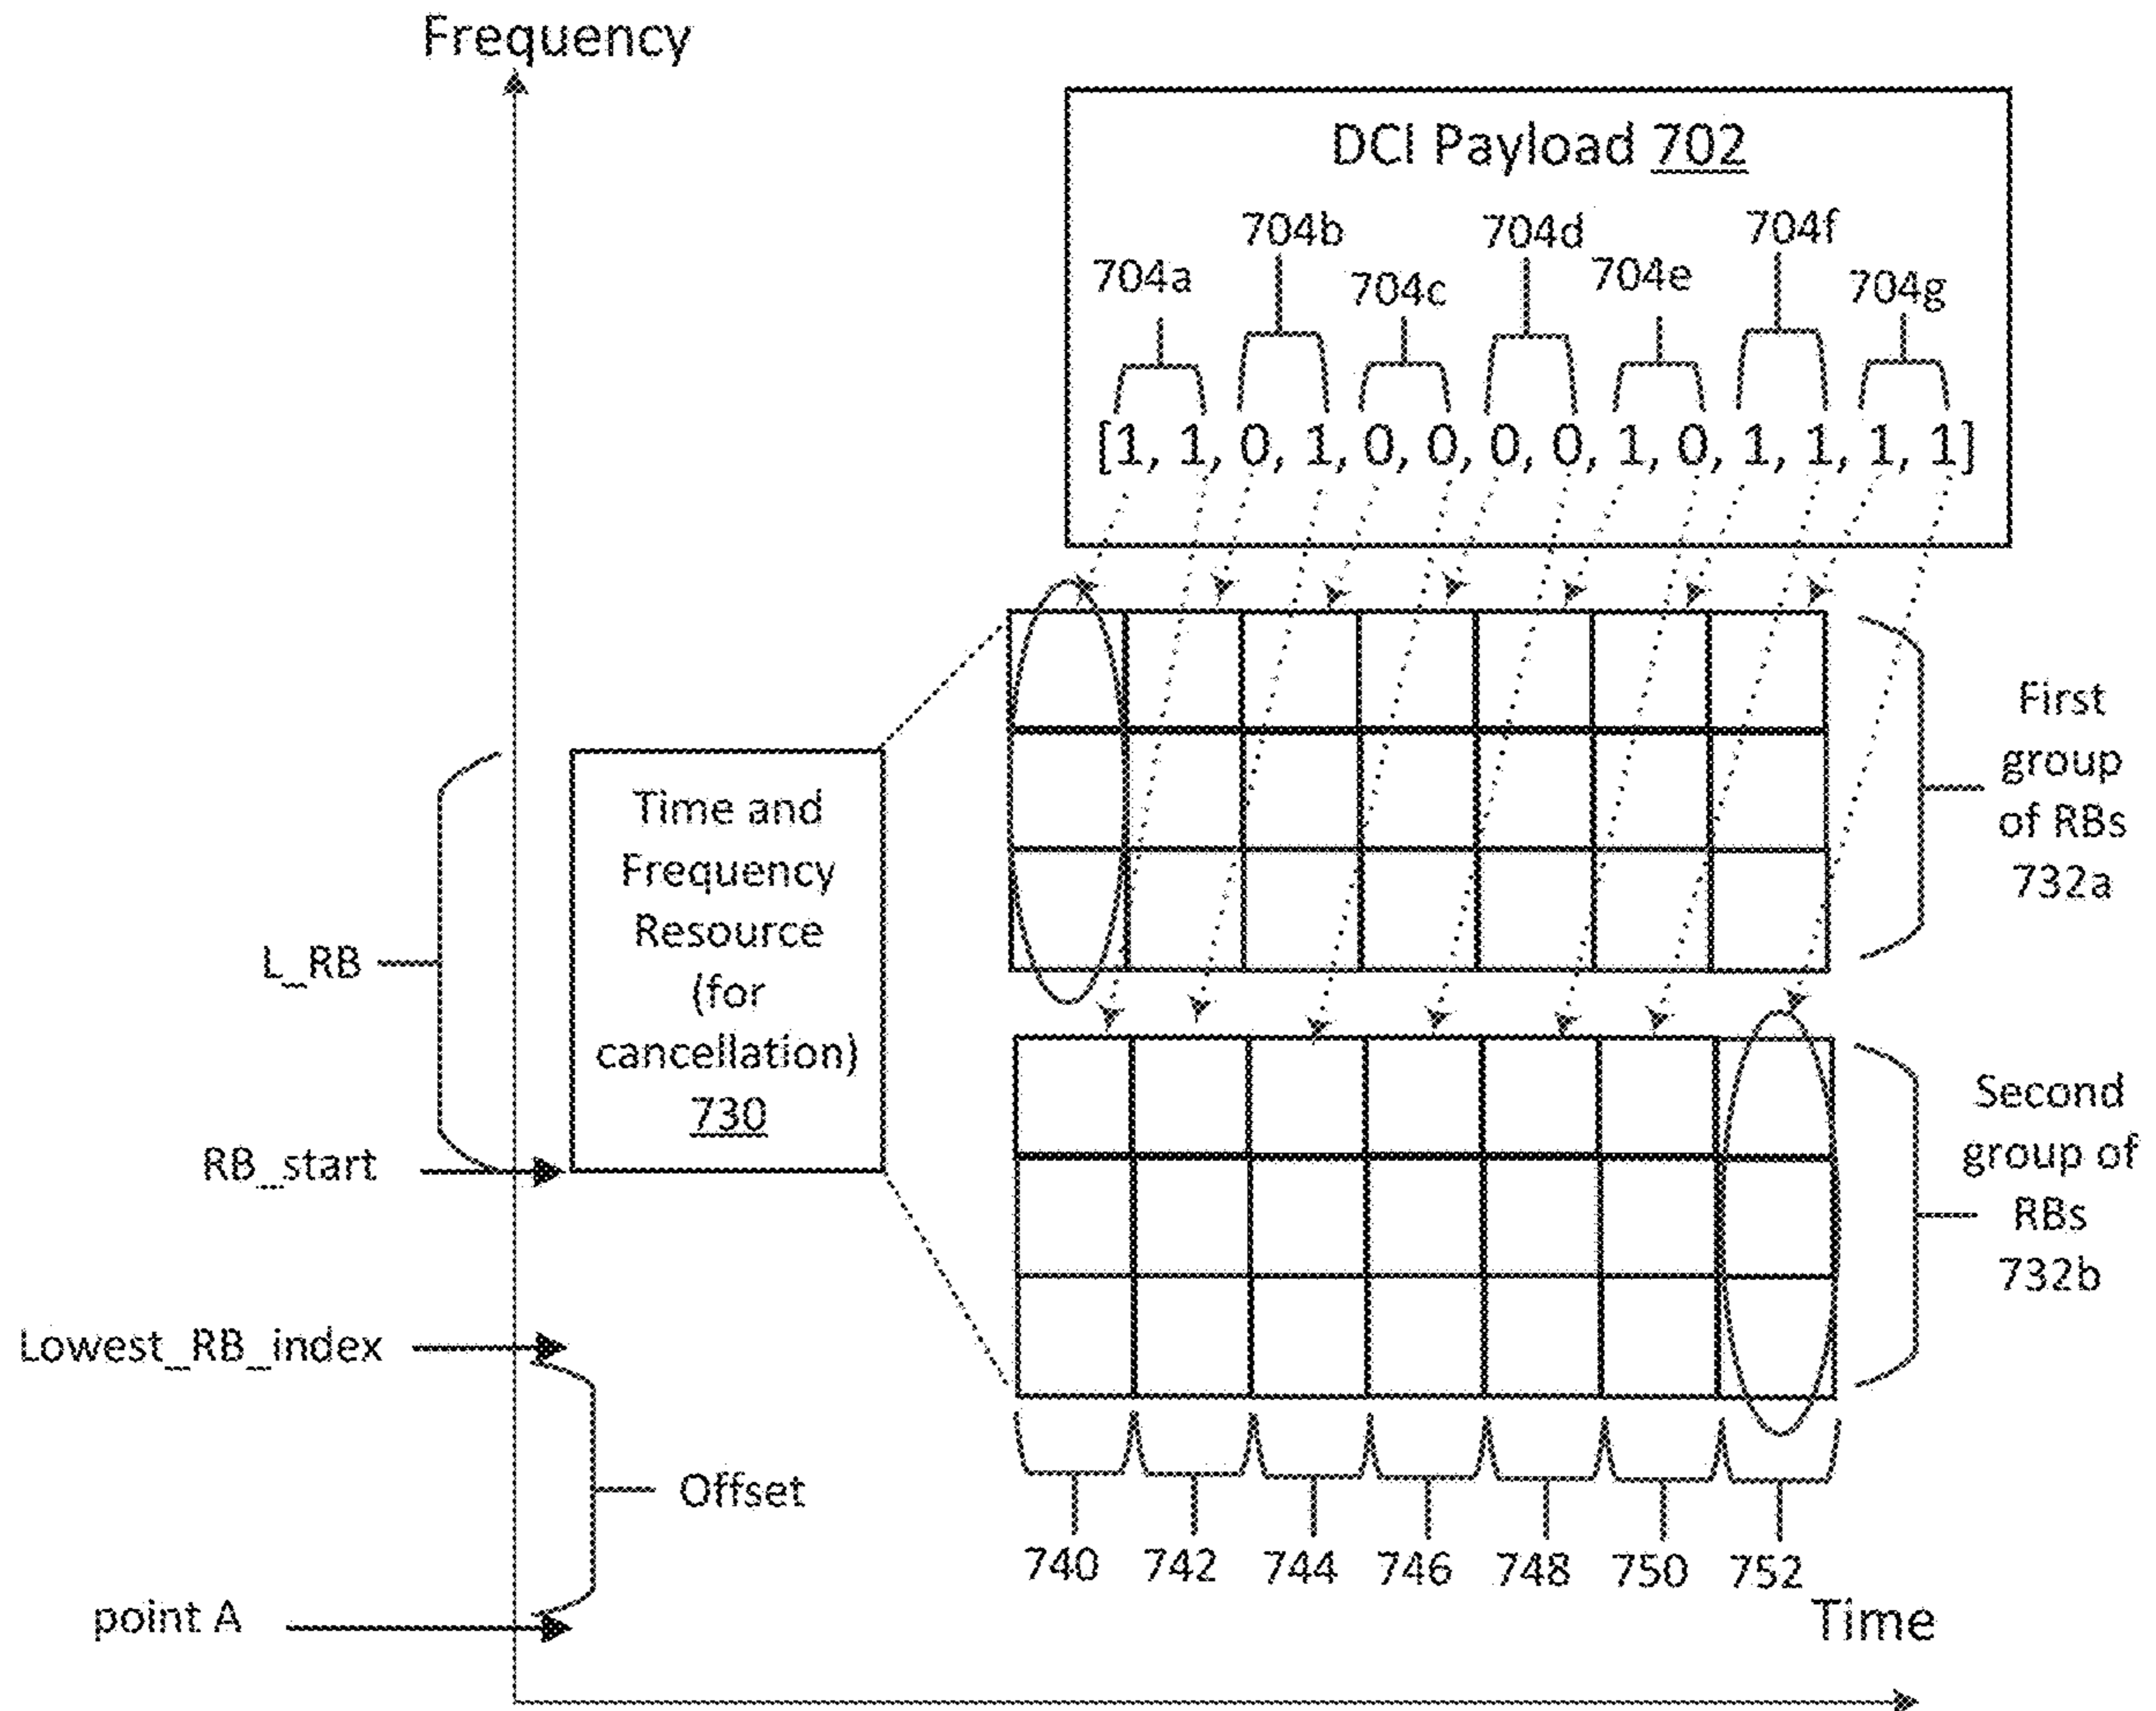 Frequency
DCI Payload 702
704b
704d
704f
704a
704c
704e
704g
[1, 1, 0, 1, 0, 0, 0, 0, 1, 0, 1, 1, 1, 1]
First
group
of RBs
732a
Time and
Frequency
Resource
(for
cancellation)
730
L_RB
RB_start
Second
group of
RBs
732b
Lowest_RB_index
Offset
740
742
744
746
748
750
752
point A
Time